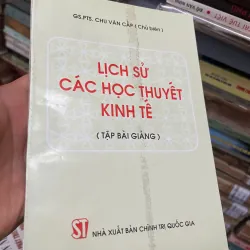 GS.PTS. CHU VĂN CẤP (Chủ biên)
LỊCH SỬ
CÁC HỌC THUYẾT
KINH TẾ
(TẬP BÀI GIẢNG)
ST NHÀ XUẤT BẢN CHÍNH TRỊ QUỐC GIA